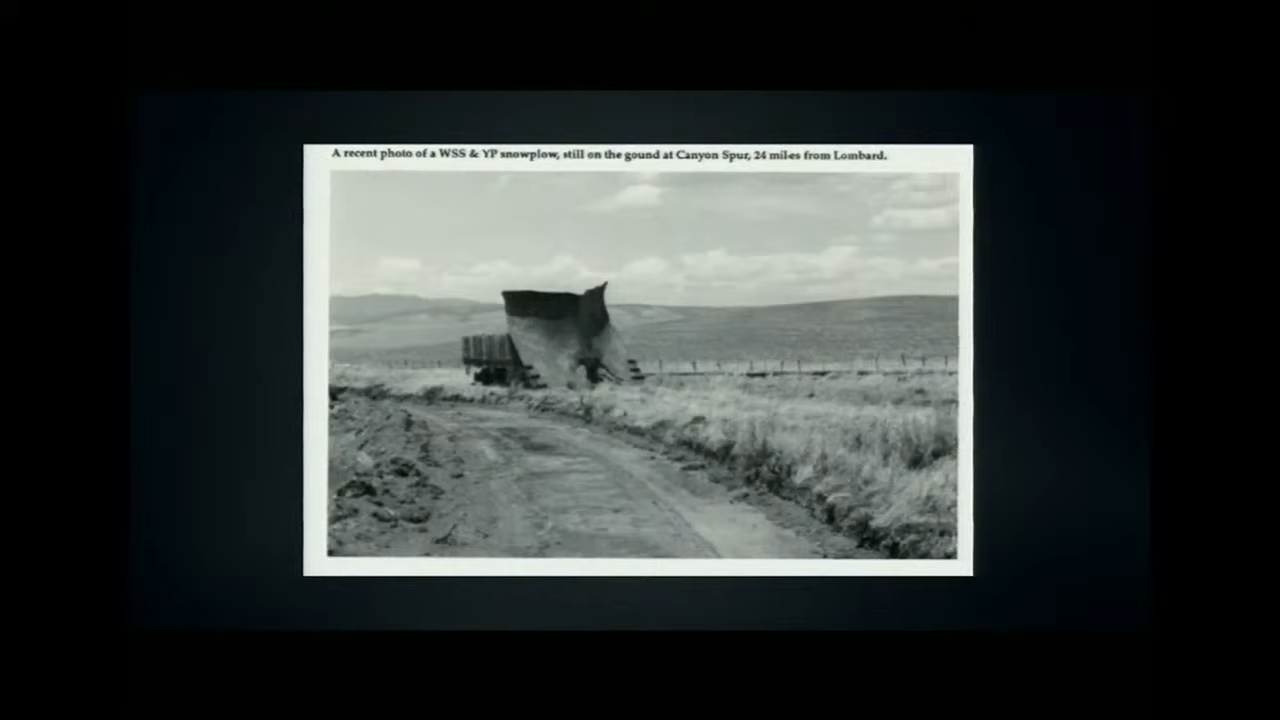 A recent photo of a WSS & YP snowplow, still on the gound at Canyon Spur, 24 miles from Lombard.